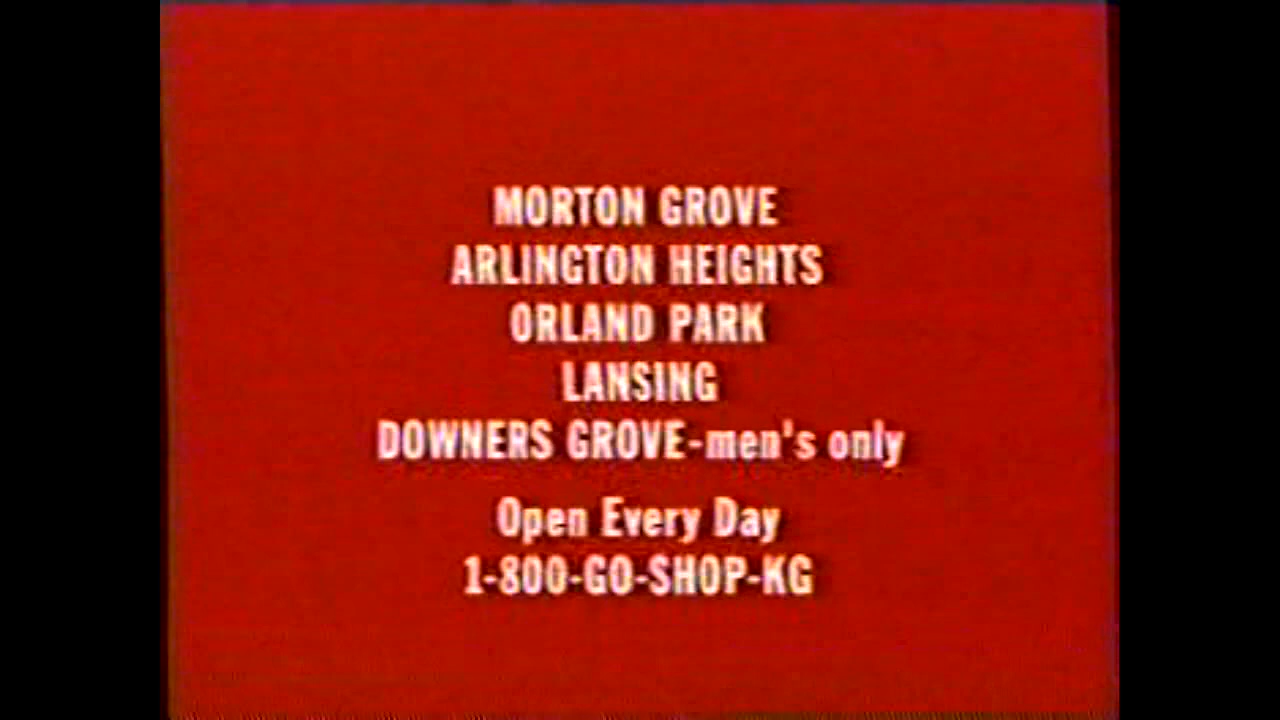 MORTON GROVE
ARLINGTON HEIGHTS
ORLAND PARK
LANSING
DOWNERS GROVE-men's only
Open Every Day
1-800-GO-SHOP-KG